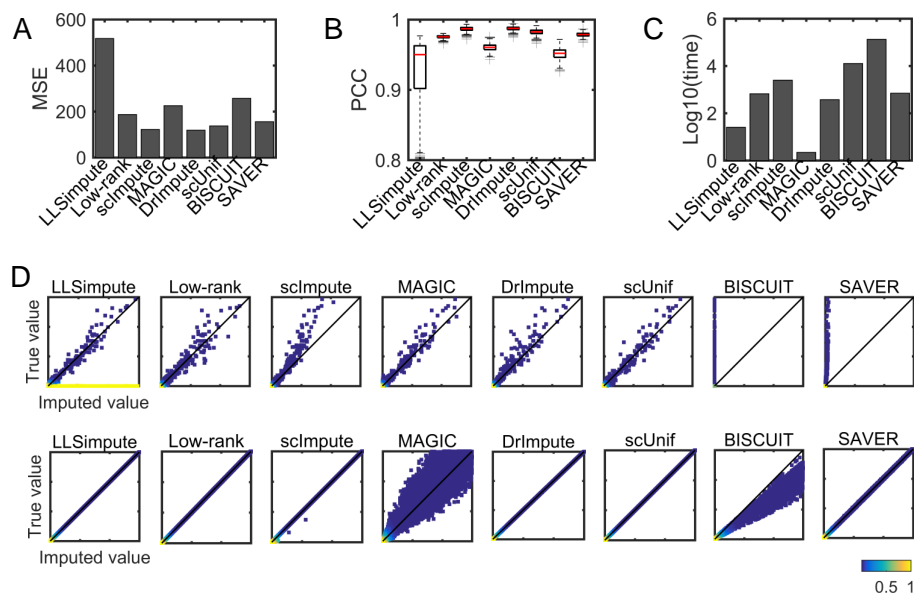 A
B
C
MSE
600
400
200
0
LLSimpute
Low-rank
scImpute
MAGIC
DrImpute
scUnif
BISCUIT
SAVER
PCC
1
0.9
0.8
LLSimpute
Low-rank
scImpute
MAGIC
DrImpute
scUnif
BISCUIT
SAVER
Log10(time)
6
4
2
0
LLSimpute
Low-rank
scImpute
MAGIC
DrImpute
scUnif
BISCUIT
SAVER
D
LLSimpute Low-rank scImpute MAGIC DrImpute scUnif BISCUIT SAVER
True value
Imputed value
LLSimpute Low-rank scImpute MAGIC DrImpute scUnif BISCUIT SAVER
True value
Imputed value
0.5 1